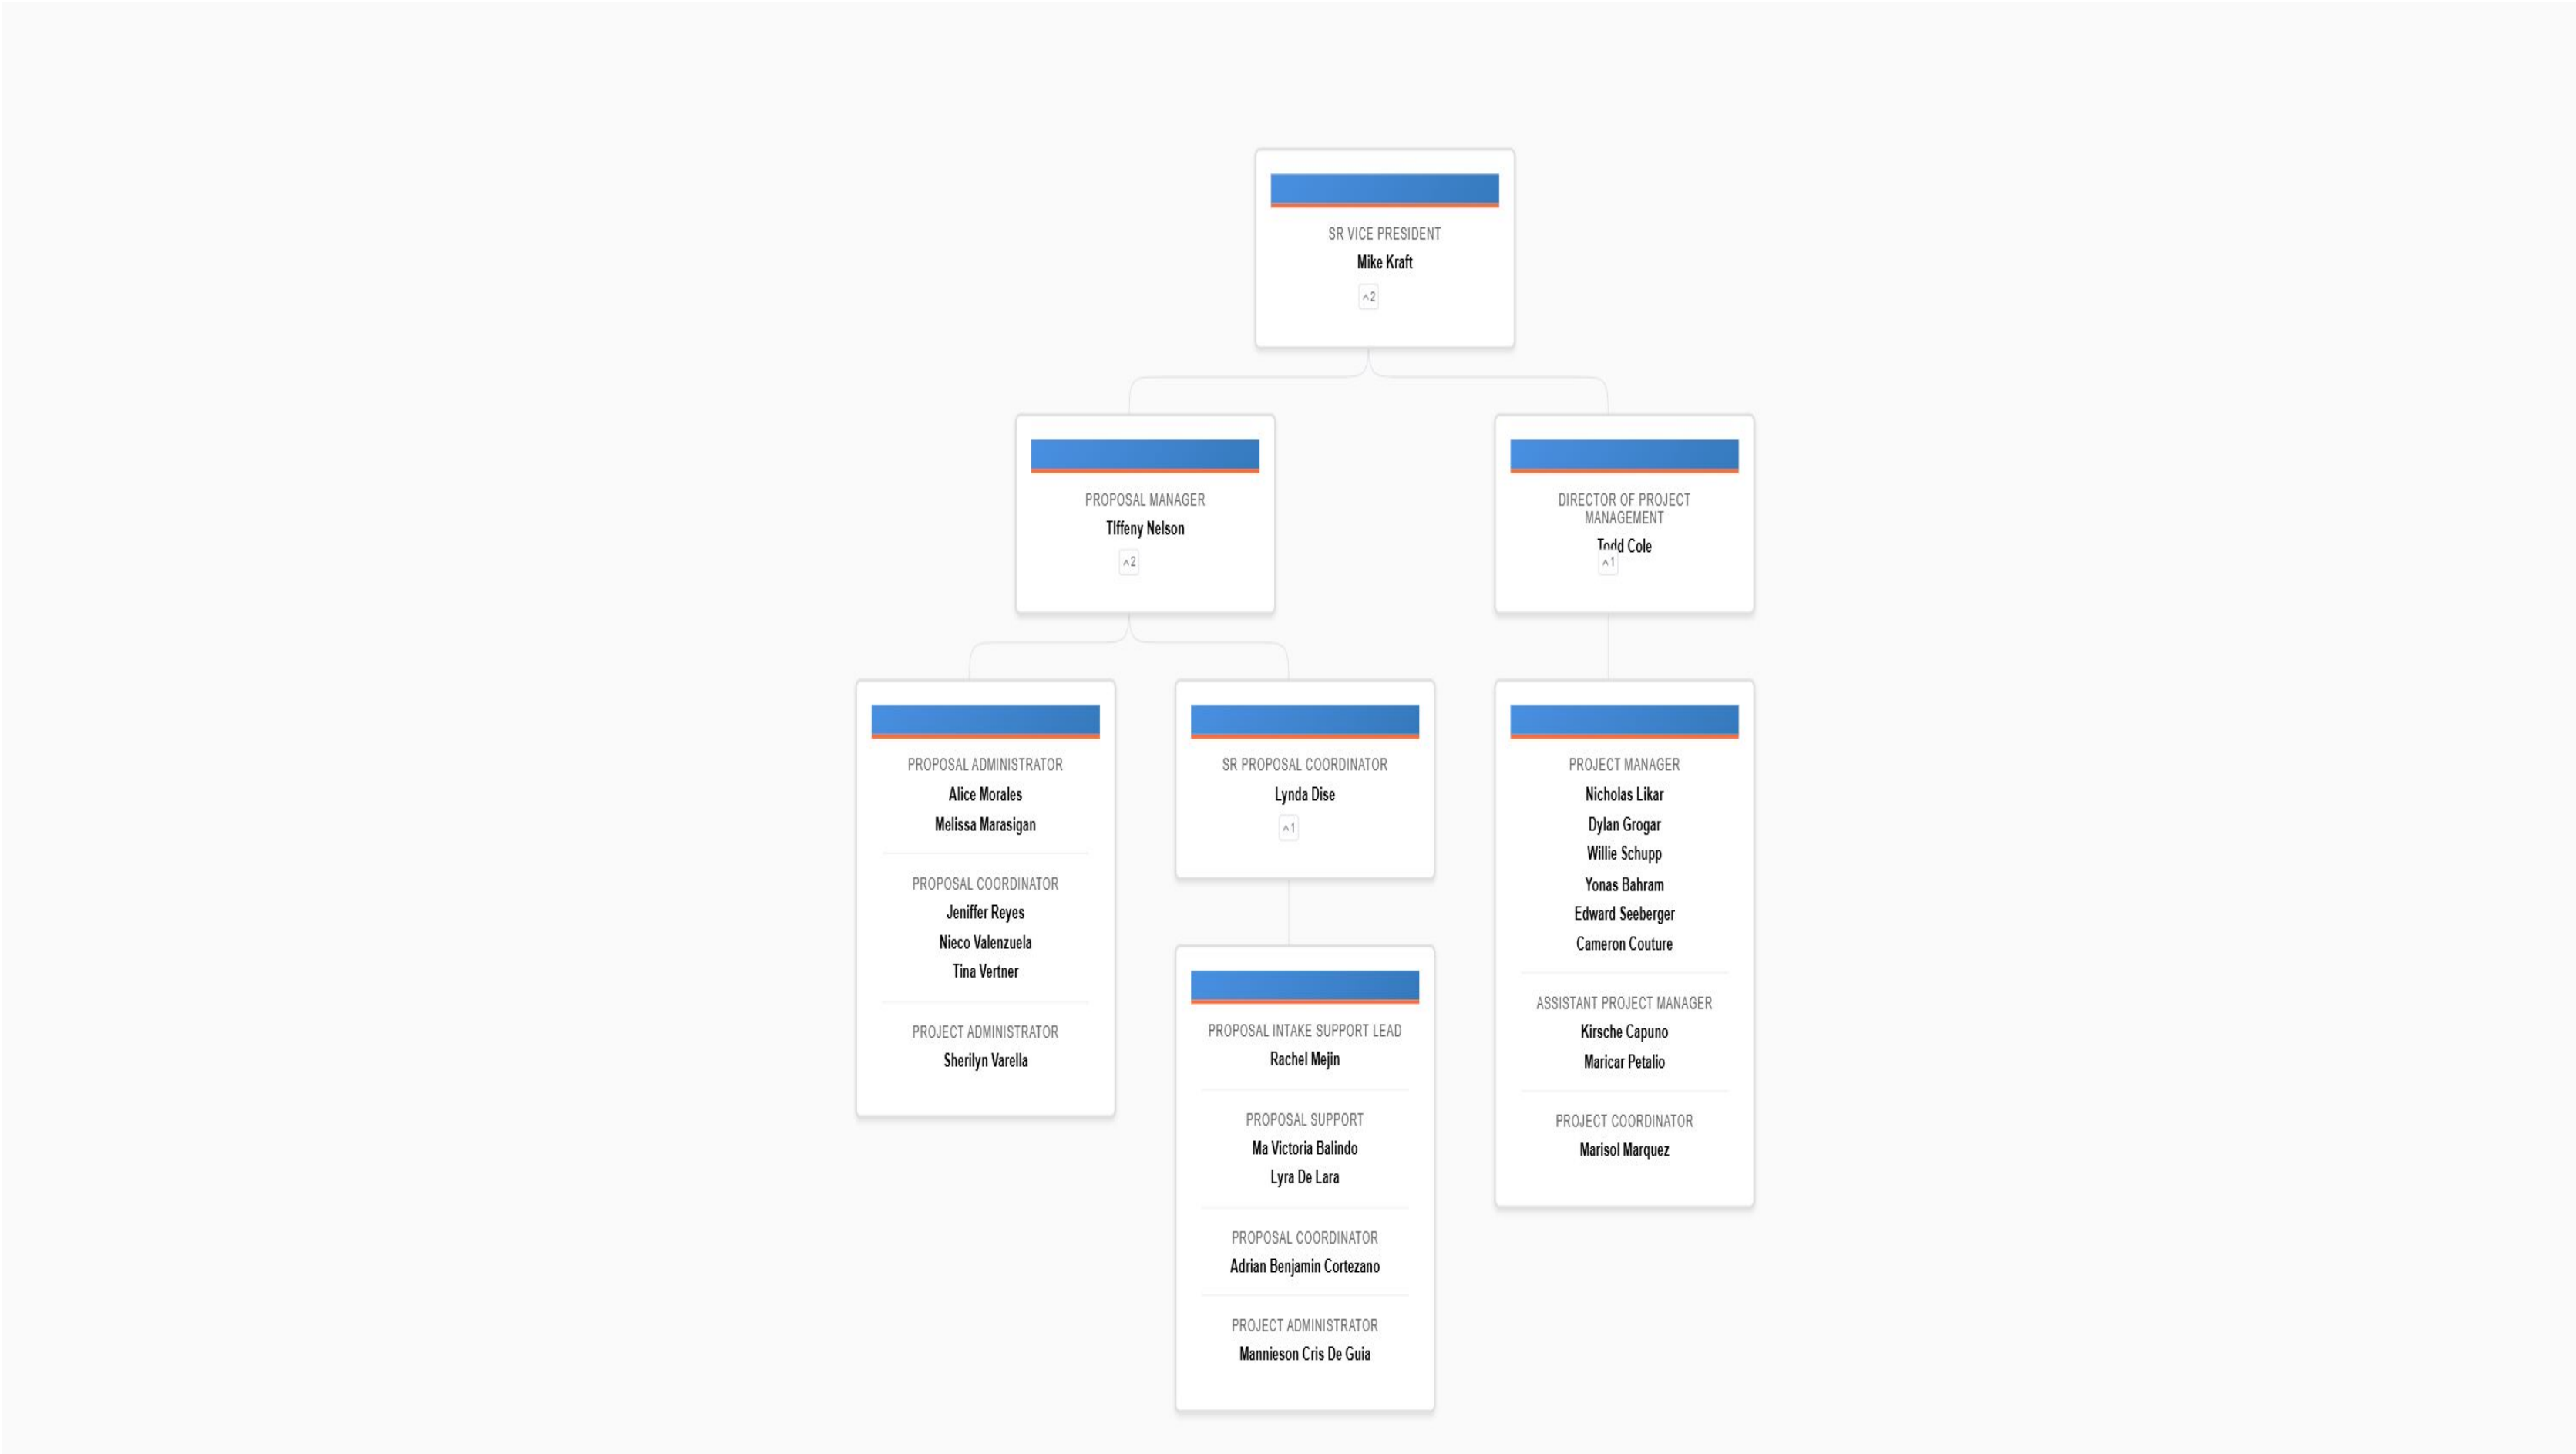 SR VICE PRESIDENT
Mike Kraft
^2
PROPOSAL MANAGER
TIffeny Nelson
^2
DIRECTOR OF PROJECT
MANAGEMENT
Todd Cole
^1
PROPOSAL ADMINISTRATOR
Alice Morales
Melissa Marasigan
PROPOSAL COORDINATOR
Jeniffer Reyes
Nieco Valenzuela
Tina Vertner
PROJECT ADMINISTRATOR
Sherilyn Varella
SR PROPOSAL COORDINATOR
Lynda Dise
^1
PROPOSAL INTAKE SUPPORT LEAD
Rachel Mejin
PROPOSAL SUPPORT
Ma Victoria Balindo
Lyra De Lara
PROPOSAL COORDINATOR
Adrian Benjamin Cortezano
PROJECT ADMINISTRATOR
Mannieson Cris De Guia
PROJECT MANAGER
Nicholas Likar
Dylan Grogar
Willie Schupp
Yonas Bahram
Edward Seeberger
Cameron Couture
ASSISTANT PROJECT MANAGER
Kirsche Capuno
Maricar Petalio
PROJECT COORDINATOR
Marisol Marquez